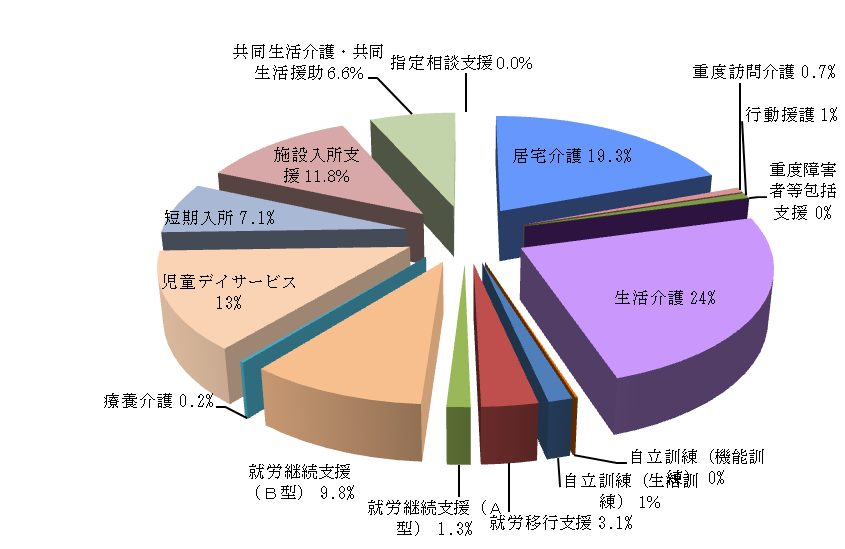 共同生活介護・共同
生活援助 6.6%
指定相談支援 0.0%
重度訪問介護 0.7%
行動援護 1%
居宅介護 19.3%
施設入所支
援 11.8%
重度障害
者等包括
支援 0%
短期入所 7.1%
児童デイサービス
13%
生活介護 24%
療養介護 0.2%
自立訓練（機能訓
練） 0%
就労継続支援
（Ｂ型） 9.8%
自立訓練（生活訓
練） 1%
就労継続支援（Ａ
型） 1.3%
就労移行支援 3.1%